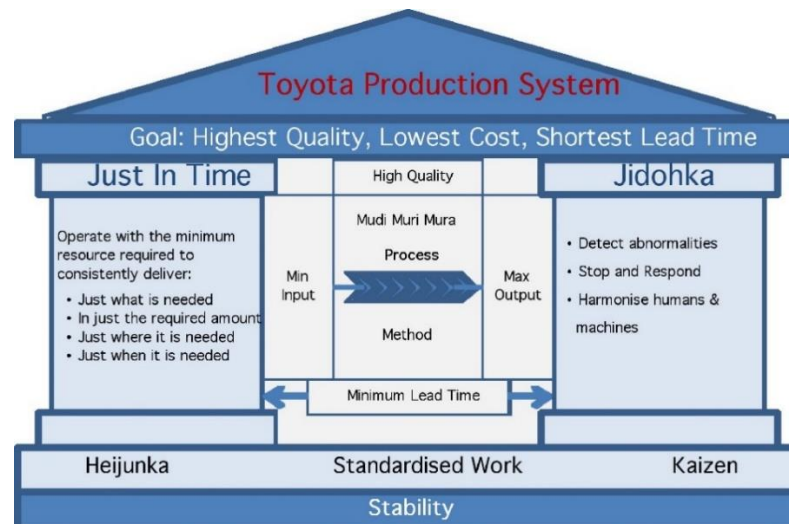 Toyota Production System
Goal: Highest Quality, Lowest Cost, Shortest Lead Time
Just In Time
Operate with the minimum
resource required to
consistently deliver:
• Just what is needed
• In just the required amount
• Just where it is needed
• Just when it is needed
High Quality
Mudi Muri Mura
Process
Min
Input
Max
Output
Method
Minimum Lead Time
Jidohka
• Detect abnormalities
• Stop and Respond
• Harmonise humans &
machines
Heijunka
Standardised Work
Kaizen
Stability